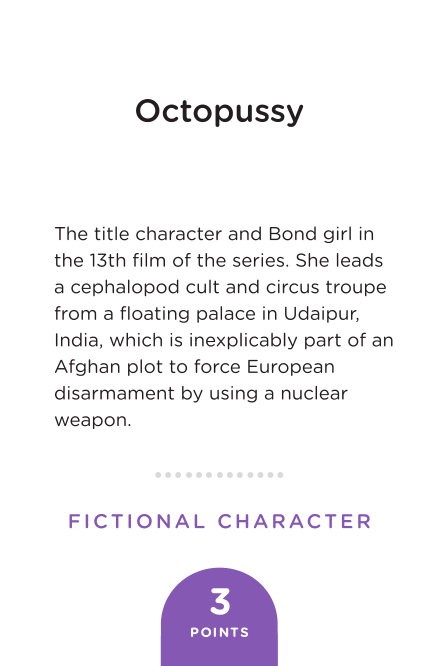 Octopussy
The title character and Bond girl in
the 13th film of the series. She leads
a cephalopod cult and circus troupe
from a floating palace in Udaipur,
India, which is inexplicably part of an
Afghan plot to force European
disarmament by using a nuclear
weapon.
FICTIONAL CHARACTER
3
POINTS